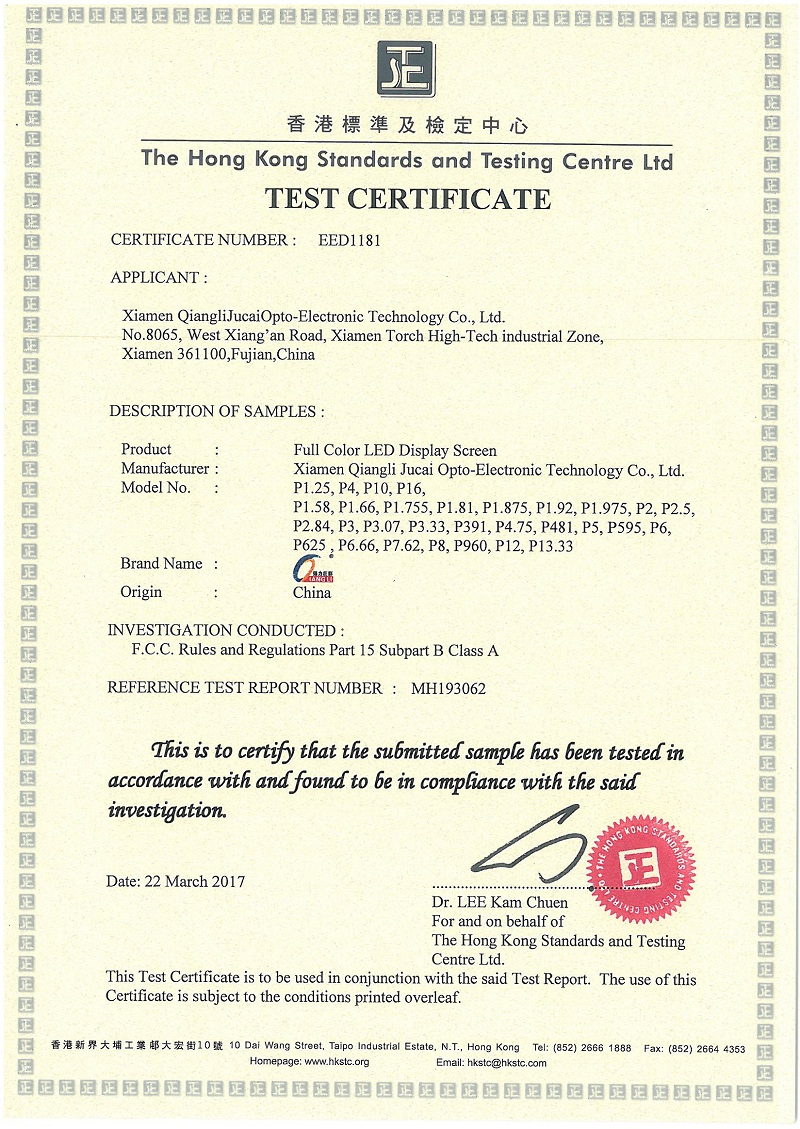 香港標準及檢定中心
The Hong Kong Standards and Testing Centre Ltd
TEST CERTIFICATE
CERTIFICATE NUMBER : EED1181
APPLICANT :
Xiamen QiangliJucaiOpto-Electronic Technology Co., Ltd.
No.8065, West Xiang'an Road, Xiamen Torch High-Tech industrial Zone,
Xiamen 361100,Fujian,China
DESCRIPTION OF SAMPLES :
Product : Full Color LED Display Screen
Manufacturer : Xiamen Qiangli Jucai Opto-Electronic Technology Co., Ltd.
Model No. : P1.25, P4, P10, P16,
P1.58, P1.66, P1.755, P1.81, P1.875, P1.92, P1.975, P2, P2.5,
P2.84, P3, P3.07, P3.33, P391, P4.75, P481, P5, P595, P6,
P625 , P6.66, P7.62, P8, P960, P12, P13.33
Brand Name :
QIANGLI
Origin : China
INVESTIGATION CONDUCTED :
F.C.C. Rules and Regulations Part 15 Subpart B Class A
REFERENCE TEST REPORT NUMBER : MH193062
This is to certify that the submitted sample has been tested in
accordance with and found to be in compliance with the said
investigation.
THE HONG KONG STANDARDS AND TESTING CENTRE LTD
Date: 22 March 2017
Dr. LEE Kam Chuen
For and on behalf of
The Hong Kong Standards and Testing
Centre Ltd.
This Test Certificate is to be used in conjunction with the said Test Report. The use of this
Certificate is subject to the conditions printed overleaf.
香港新界大埔工業邨大宏街10號 10 Dai Wang Street, Taipo Industrial Estate, N.T., Hong Kong Tel: (852) 2666 1888 Fax: (852) 2664 4353
Homepage: www.hkstc.org Email: hkstc@hkstc.com